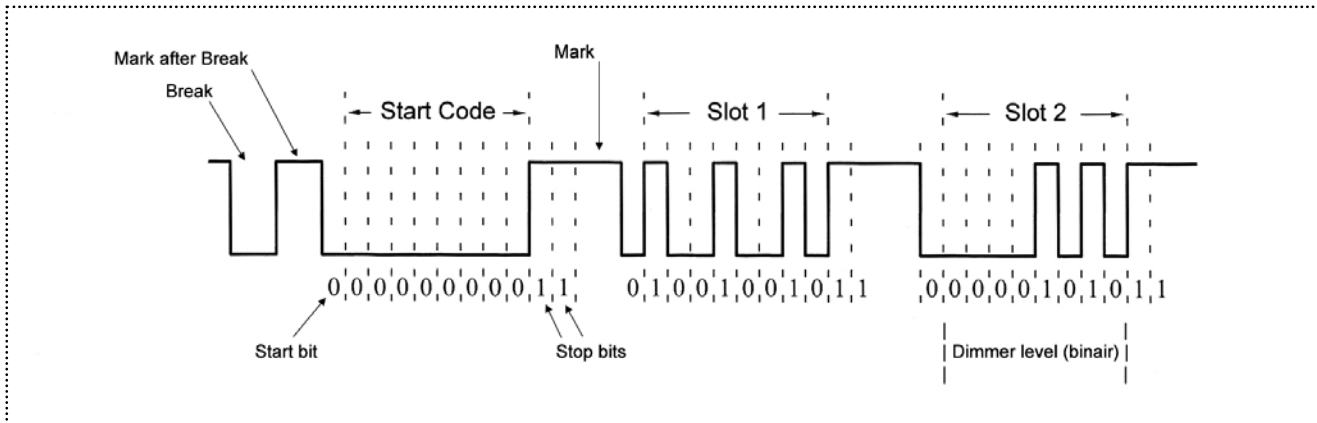 Mark after Break
Break
Start Code
Mark
Slot 1
Slot 2
0 0 0 0 0 0 0 0 0 1 1
0 1 0 0 1 0 0 1 0 1 1
0 0 0 0 0 1 0 1 0 1 1
Start bit
Stop bits
Dimmer level (binair)